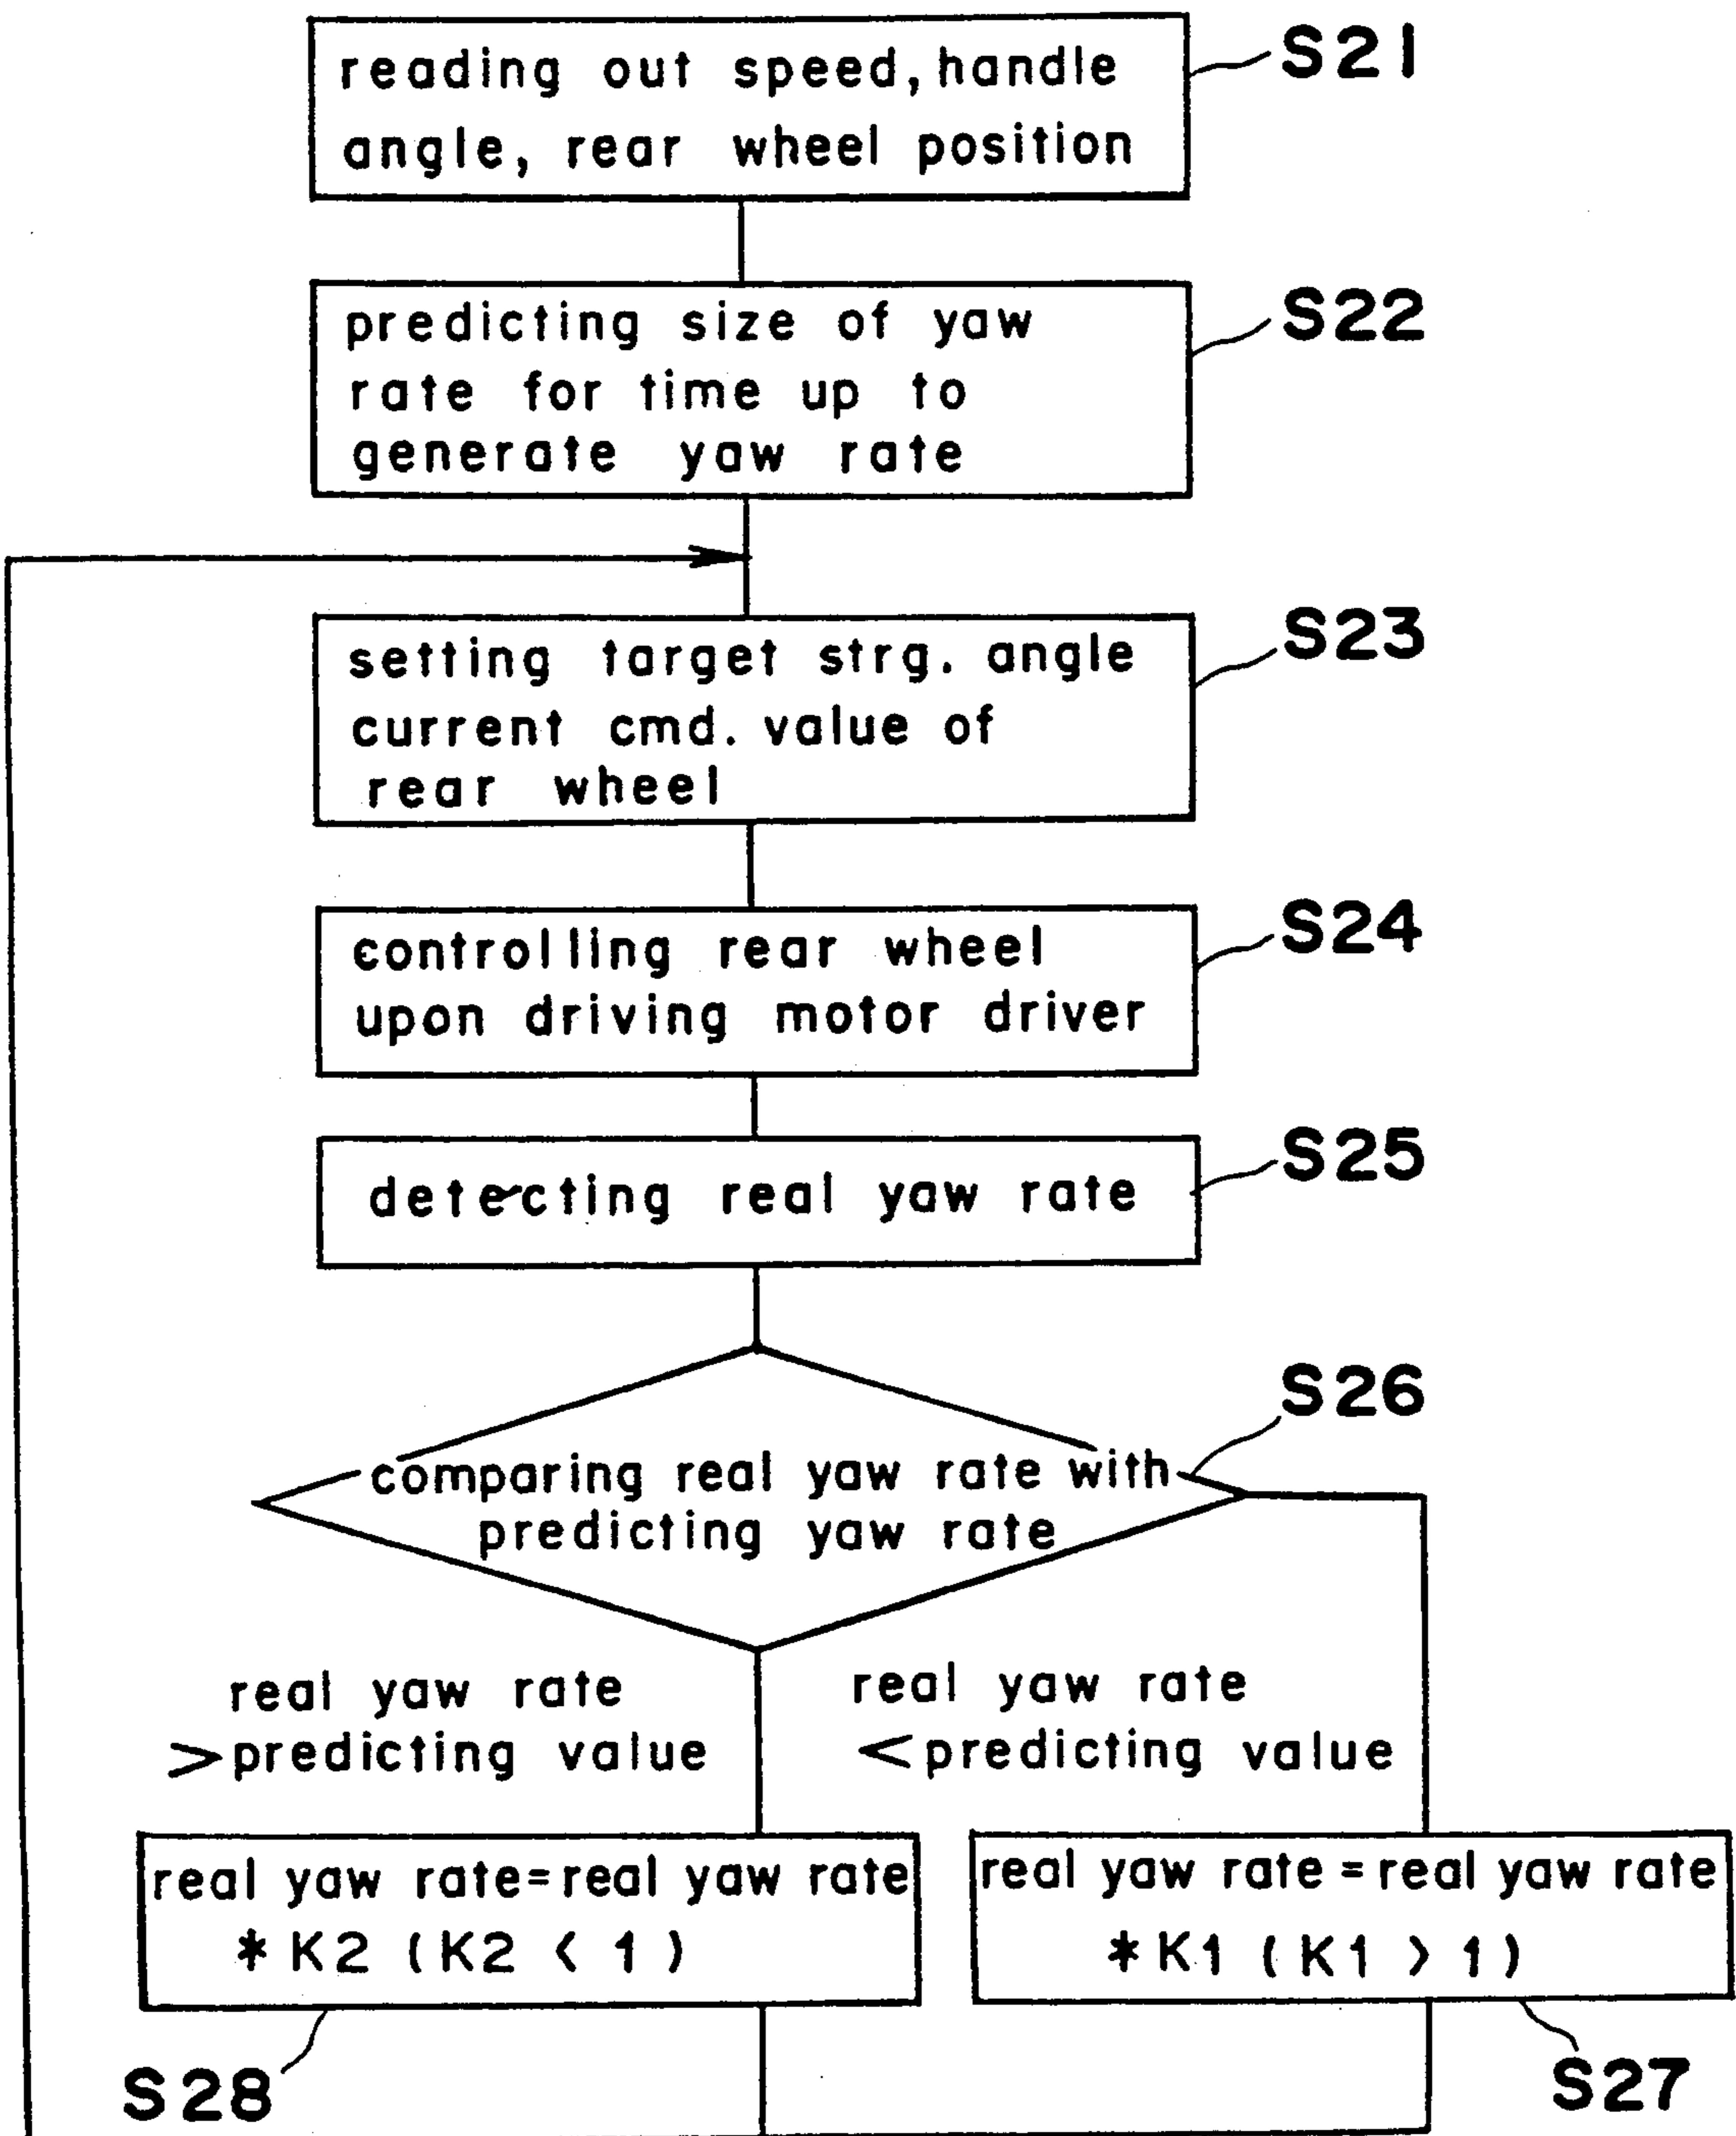 reading out speed, handle
angle, rear wheel position
S21
predicting size of yaw
rate for time up to
generate yaw rate
S22
setting target strg. angle
current cmd. value of
rear wheel
S23
controlling rear wheel
upon driving motor driver
S24
detecting real yaw rate
S25
comparing real yaw rate with
predicting yaw rate
S26
real yaw rate
>predicting value
real yaw rate
<predicting value
real yaw rate=real yaw rate
*K2 (K2 < 1)
S28
real yaw rate=real yaw rate
*K1 (K1 > 1)
S27